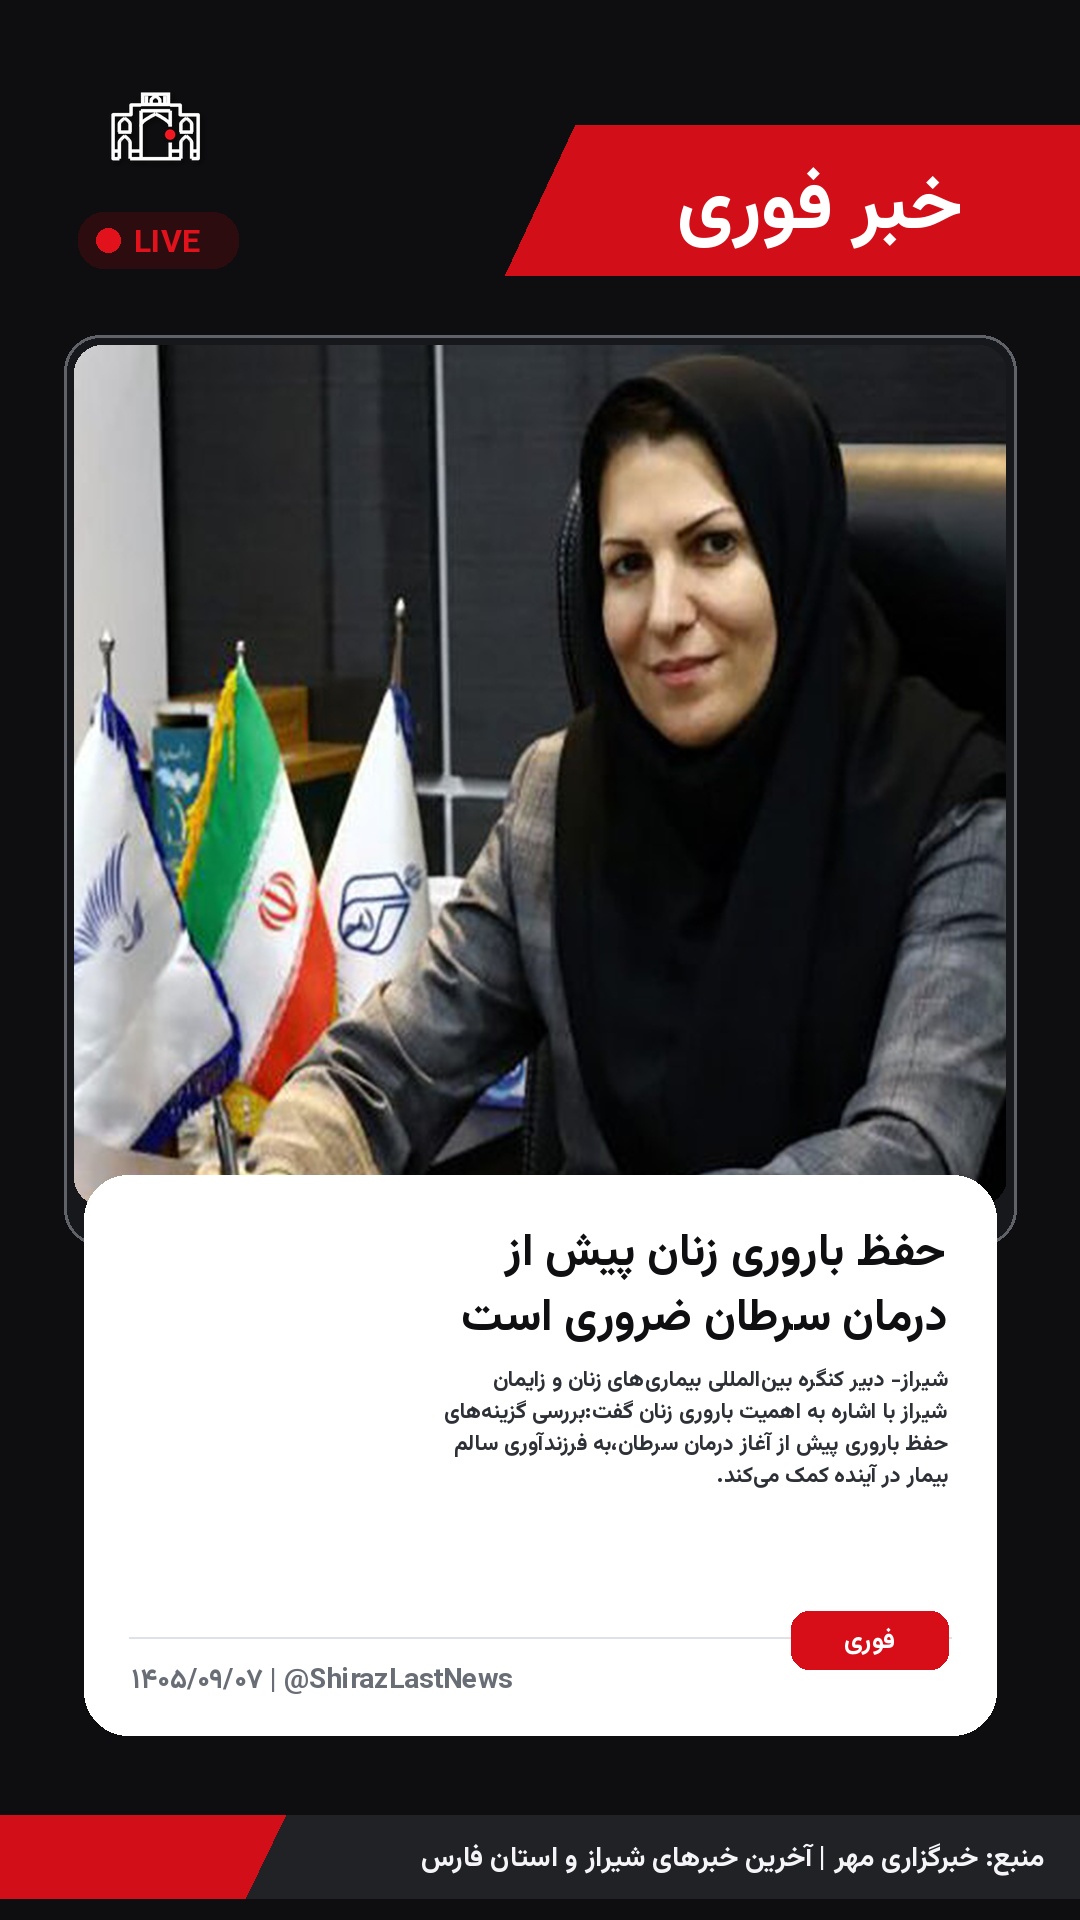 خبر فوری
LIVE
حفظ باروری زنان پیش از
درمان سرطان ضروری است
شیراز- دبیر کنگره بین‌المللی بیماری‌های زنان و زایمان
شیراز با اشاره به اهمیت باروری زنان گفت:بررسی گزینه‌های
حفظ باروری پیش از آغاز درمان سرطان،به فرزندآوری سالم
بیمار در آینده کمک می‌کند.
فوری
۱۴۰۵/۰۹/۰۷ | @ShirazLastNews
منبع: خبرگزاری مهر | آخرین خبرهای شیراز و استان فارس